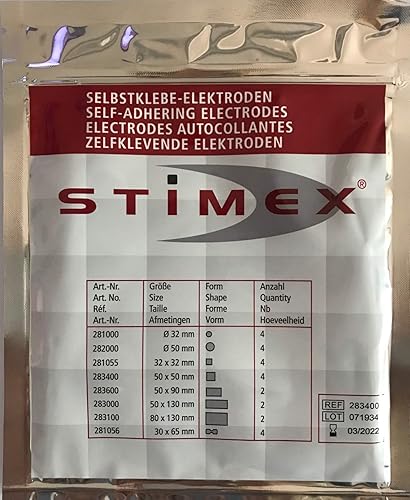 SELBSTKLEBE-ELEKTRODEN
SELF-ADHERING ELECTRODES
ELECTRODES AUTOCOLLANTES
ZELFKLEVENDE ELEKTRODEN
STIMEX®
Art.-Nr. Größe Form Anzahl
Art. No. Size Shape Quantity
Réf. Taille Forme Nb
Art.-Nr. Afmetingen Vorm Hoeveelheid
281000 Ø 32 mm 4
282000 Ø 50 mm 4
281055 32 x 32 mm 4
283400 50 x 50 mm 4
283600 50 x 90 mm 2
283000 50 x 130 mm 2
283100 80 x 130 mm 2
281056 30 x 65 mm 4
REF 283400
LOT 071934
03/2022